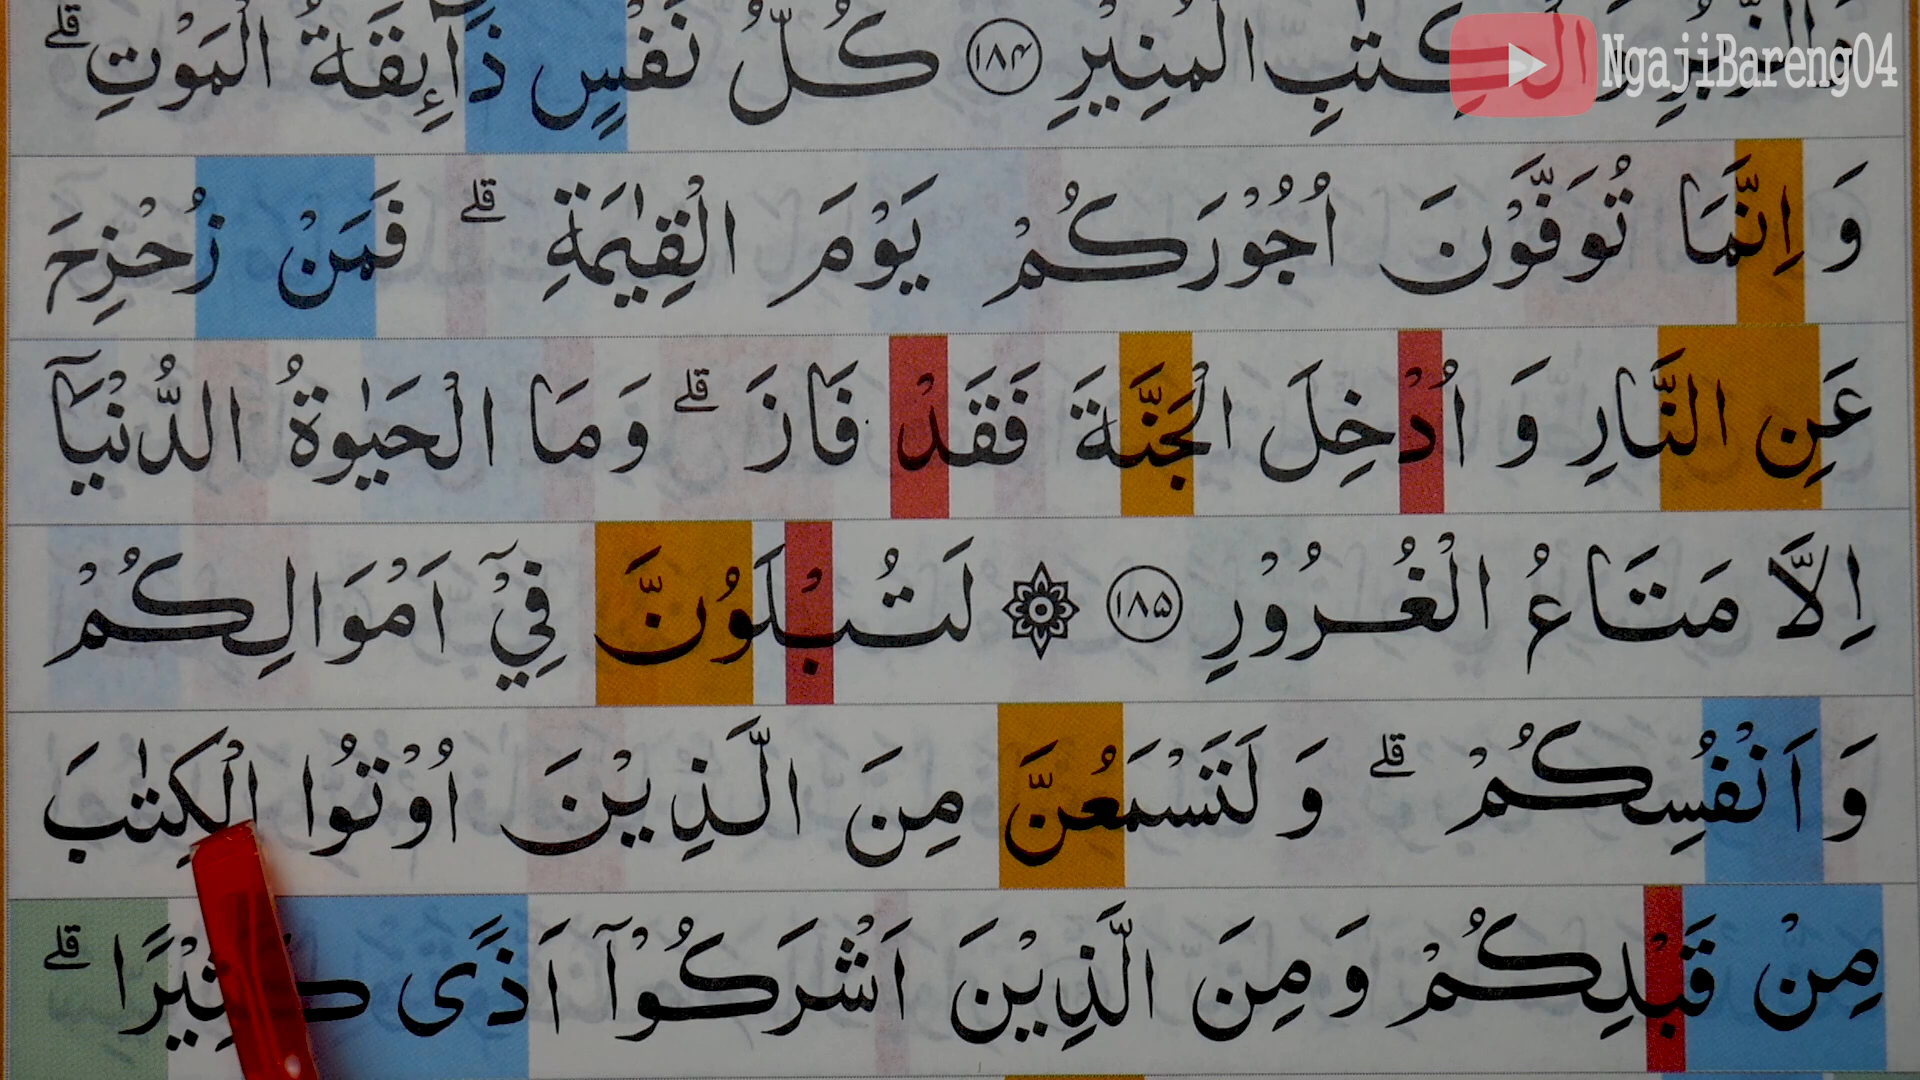 وَالزُّبُرِ وَالْكِتٰبِ الْمُنِيْرِ ١٨٤ كُلُّ نَفْسٍ ذَآئِقَةُ الْمَوْتِ ۗ
NgajiBareng04
وَ اِنَّمَا تُوَفَّوْنَ اُجُوْرَكُمْ يَوْمَ الْقِيٰمَةِ ۗ فَمَنْ زُحْزِحَ
عَنِ النَّارِ وَ اُدْخِلَ الْجَنَّةَ فَقَدْ فَازَ ۗ وَمَا الْحَيٰوةُ الدُّنْيَآ
اِلَّا مَتَاعُ الْغُرُوْرِ ١٨٥ ۞ لَتُبْلَوُنَّ فِيْٓ اَمْوَالِكُمْ
وَ اَنْفُسِكُمْ ۗ وَ لَتَسْمَعُنَّ مِنَ الَّذِيْنَ اُوْتُوا الْكِتٰبَ
مِنْ قَبْلِكُمْ وَمِنَ الَّذِيْنَ اَشْرَكُوْٓا اَذًى كَثِيْرًا ۗ